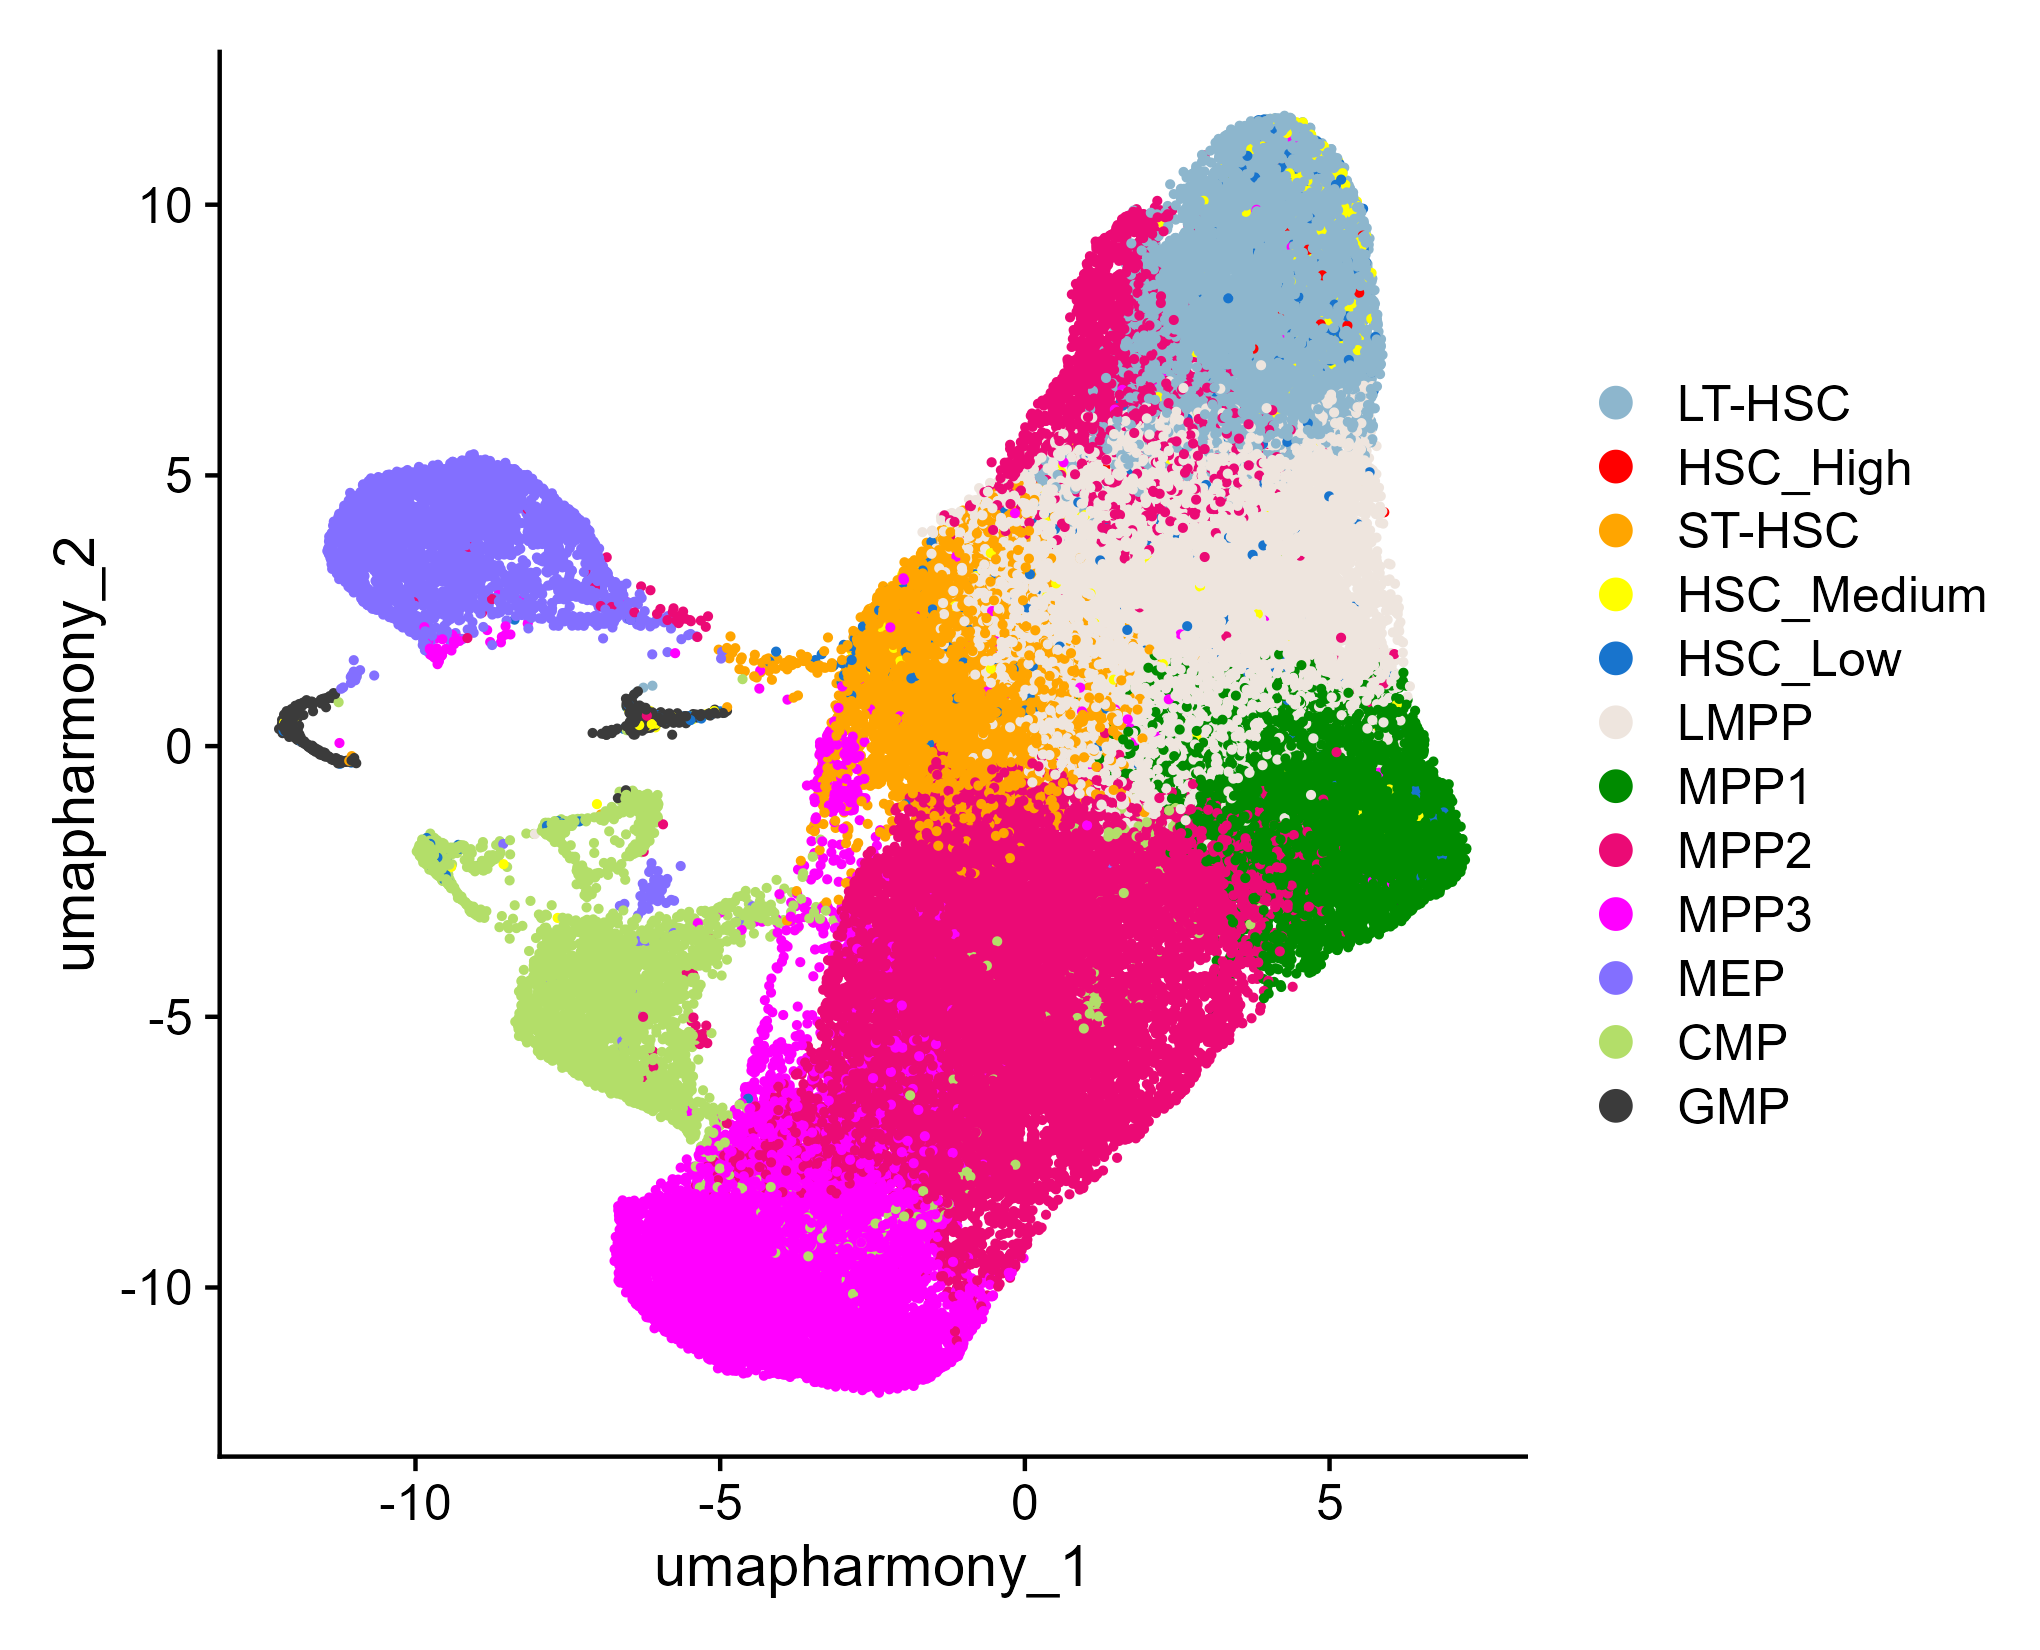 10
5
0
-5
-10
umapharmony_2
-10
-5
0
5
umapharmony_1
LT-HSC
HSC_High
ST-HSC
HSC_Medium
HSC_Low
LMPP
MPP1
MPP2
MPP3
MEP
CMP
GMP